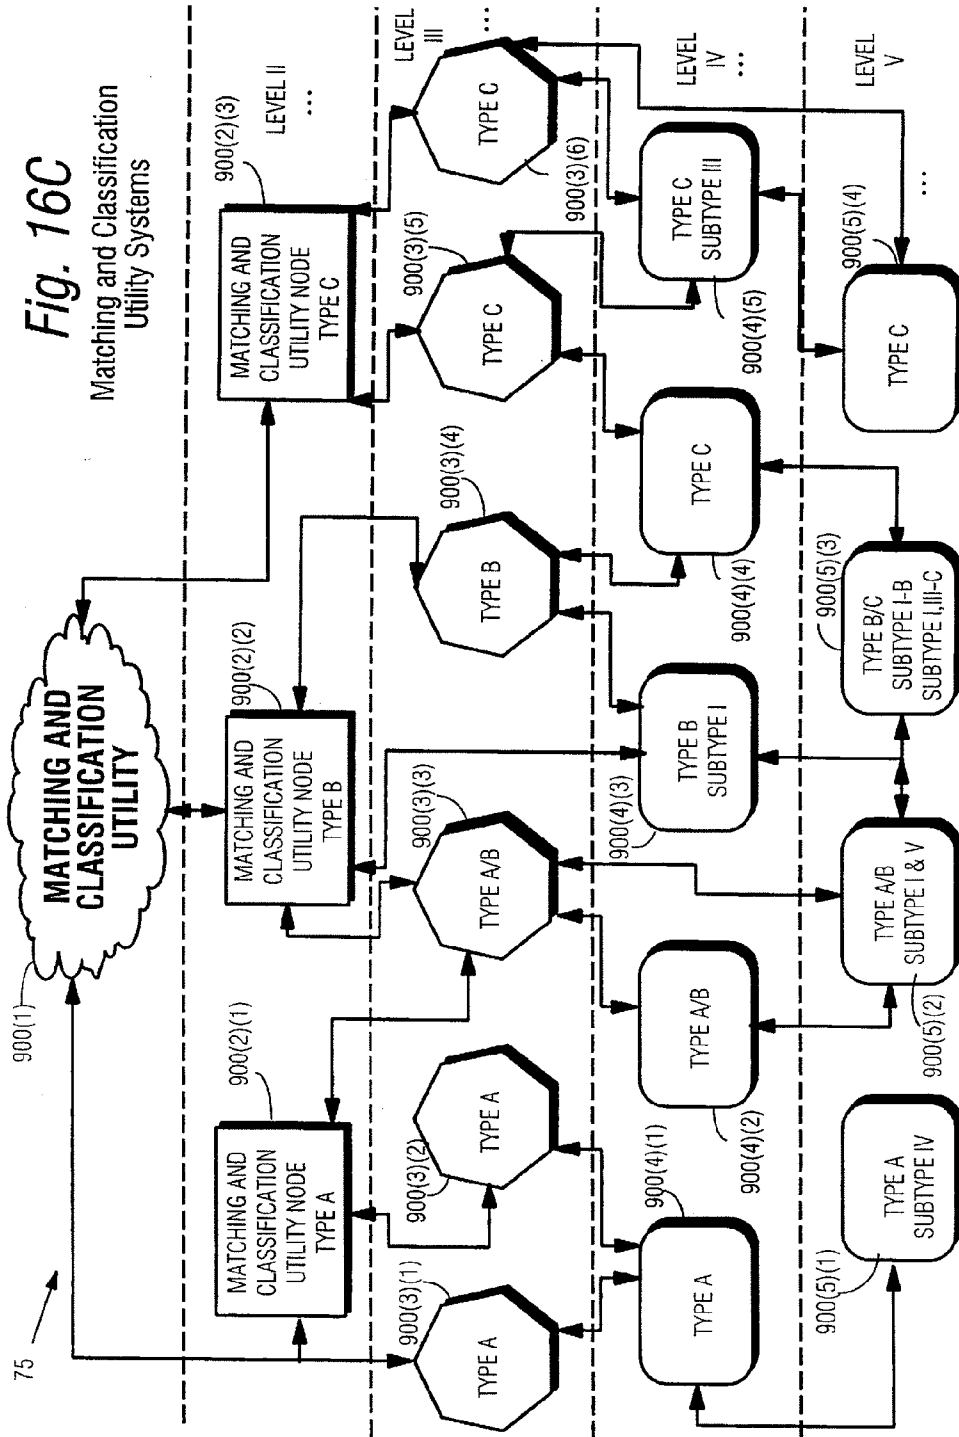 Fig. 16C
Matching and Classification
Utility Systems
75
900(1)
MATCHING AND
CLASSIFICATION
UTILITY
LEVEL II
...
900(2)(1)
MATCHING AND
CLASSIFICATION
UTILITY NODE
TYPE A
900(2)(2)
MATCHING AND
CLASSIFICATION
UTILITY NODE
TYPE B
900(2)(3)
MATCHING AND
CLASSIFICATION
UTILITY NODE
TYPE C
LEVEL
III
...
900(3)(1)
TYPE A
900(3)(2)
TYPE A
900(3)(3)
TYPE A/B
900(3)(4)
TYPE B
900(3)(5)
TYPE C
900(3)(6)
TYPE C
LEVEL
IV
...
900(4)(1)
TYPE A
900(4)(2)
TYPE A/B
900(4)(3)
TYPE B
SUBTYPE I
900(4)(4)
TYPE C
900(4)(5)
TYPE C
SUBTYPE III
LEVEL
V
...
900(5)(1)
TYPE A
SUBTYPE IV
900(5)(2)
TYPE A/B
SUBTYPE I & V
900(5)(3)
TYPE B/C
SUBTYPE I-B
SUBTYPE I,III-C
900(5)(4)
TYPE C